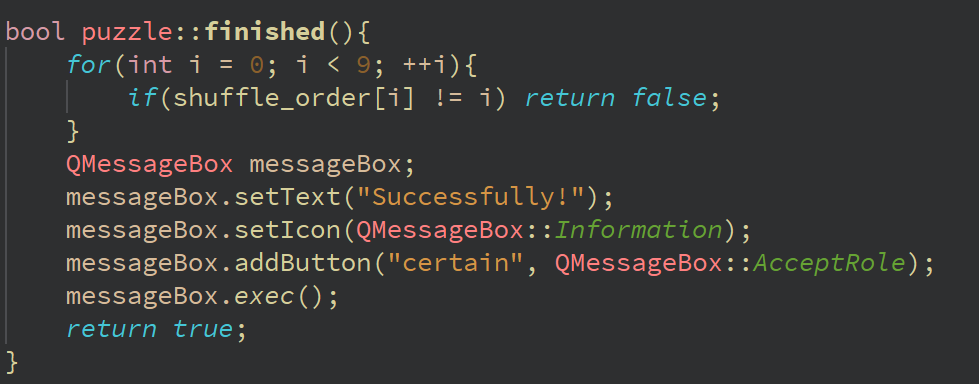 bool puzzle::finished(){
    for(int i = 0; i < 9; ++i){
        if(shuffle_order[i] != i) return false;
    }
    QMessageBox messageBox;
    messageBox.setText("Successfully!");
    messageBox.setIcon(QMessageBox::Information);
    messageBox.addButton("certain", QMessageBox::AcceptRole);
    messageBox.exec();
    return true;
}